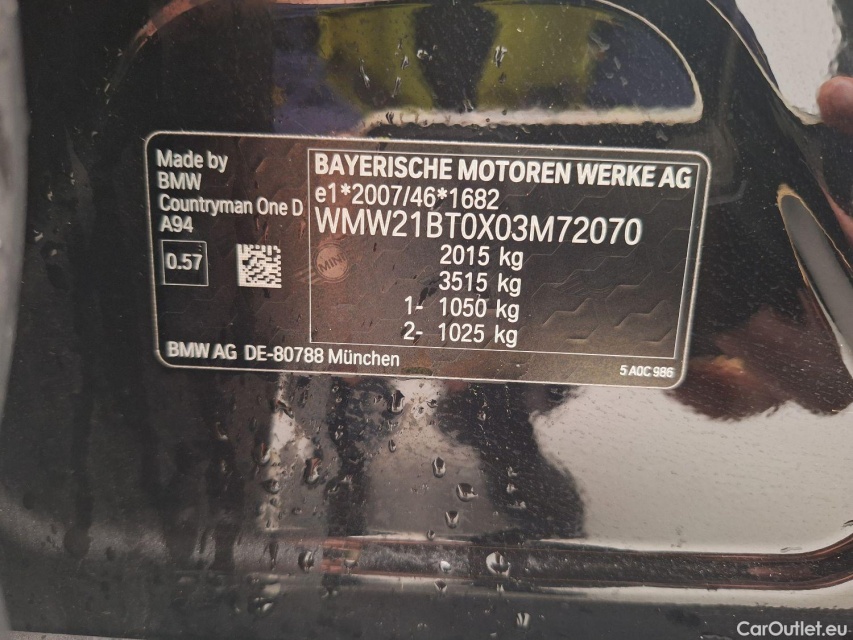 Made by
BMW
Countryman One D
A94
0.57
BAYERISCHE MOTOREN WERKE AG
e1*2007/46*1682
WMW21BT0X03M72070
MINI
2015 kg
3515 kg
1- 1050 kg
2- 1025 kg
BMW AG DE-80788 München
5 A0C 986
CarOutlet.eu